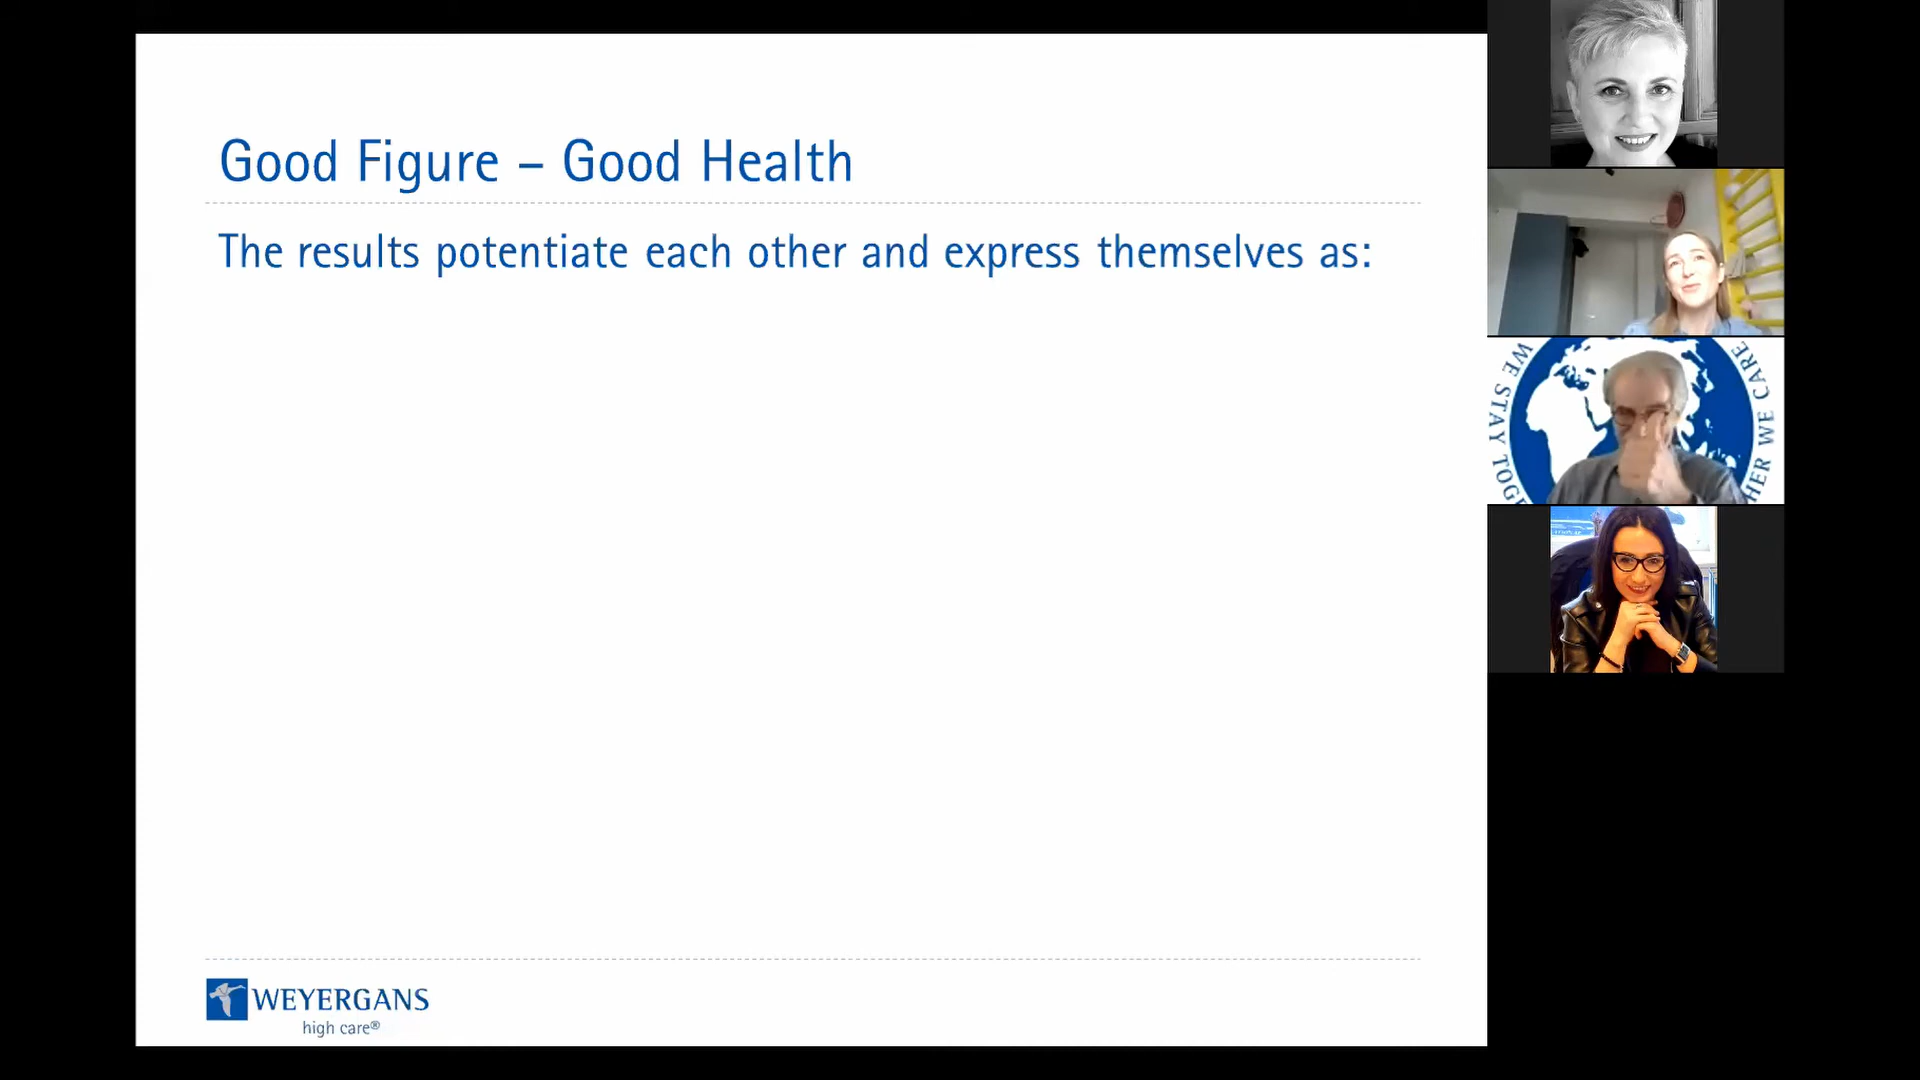 Good Figure – Good Health
The results potentiate each other and express themselves as:
WE STAY TOGE
HER WE CARE
WEYERGANS
high care®